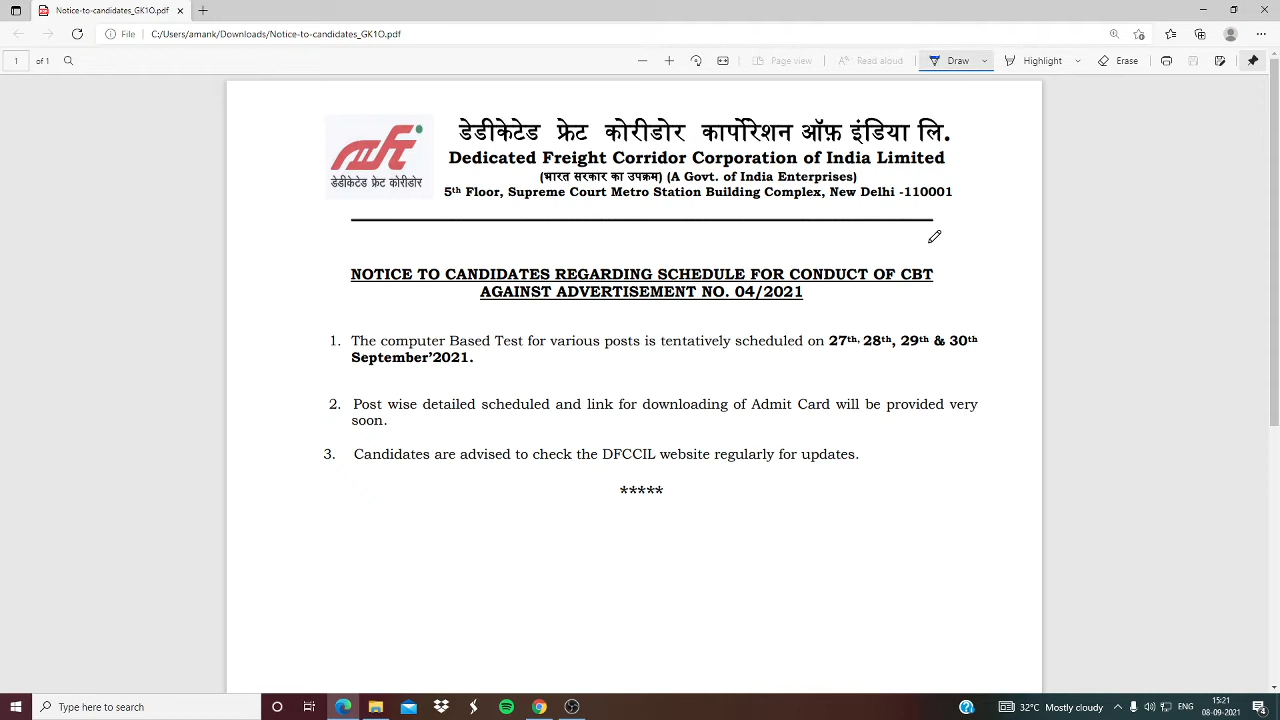 Notice-to-candidates_GK1O.pdf
File C:/Users/amank/Downloads/Notice-to-candidates_GK1O.pdf
1 of 1 Page view Read aloud Draw Highlight Erase
डेडीकेटेड फ्रेट कोरीडोर कार्पोरेशन ऑफ़ इंडिया लि.
Dedicated Freight Corridor Corporation of India Limited
(भारत सरकार का उपक्रम) (A Govt. of India Enterprises)
डेडीकेटेड फ्रेट कोरीडोर
5th Floor, Supreme Court Metro Station Building Complex, New Delhi -110001
NOTICE TO CANDIDATES REGARDING SCHEDULE FOR CONDUCT OF CBT
AGAINST ADVERTISEMENT NO. 04/2021
1. The computer Based Test for various posts is tentatively scheduled on 27th, 28th, 29th & 30th
September'2021.
2. Post wise detailed scheduled and link for downloading of Admit Card will be provided very
soon.
3. Candidates are advised to check the DFCCIL website regularly for updates.
*****
Type here to search
32°C Mostly cloudy ENG 15:21
08-09-2021 4